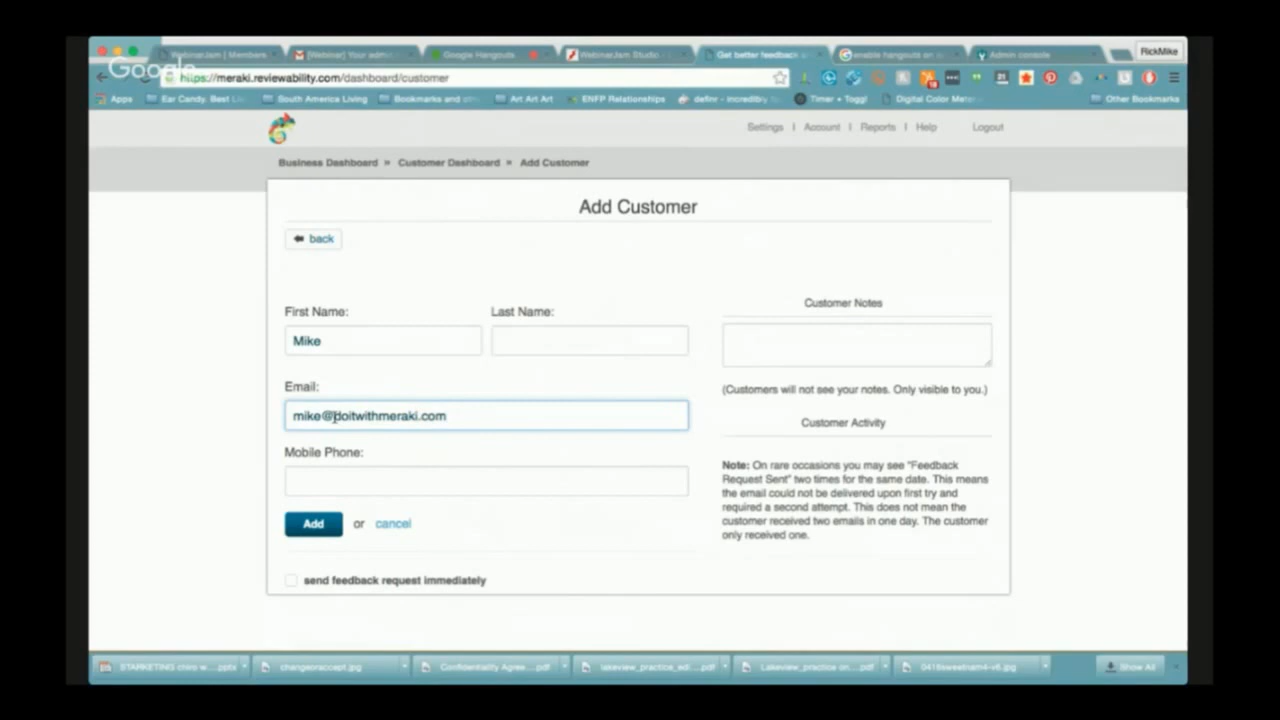 WebinarJam | Members
[Webinar] Your admi
Google Hangouts
WebinarJam Studio
Get better feedback
enable hangouts on
Admin console
RickMike
Google
https://meraki.reviewability.com/dashboard/customer
Apps
Ear Candy. Best Li
South America Living
Bookmarks and
Art Art Art
ENFP Relationships
definr - incredibly
Timer • Toggl
Digital Color Meter
Other Bookmarks
Settings | Account | Reports | Help Logout
Business Dashboard » Customer Dashboard » Add Customer
Add Customer
back
First Name:
Last Name:
Customer Notes
Mike
Email:
(Customers will not see your notes. Only visible to you.)
mike@doitwithmeraki.com
Customer Activity
Mobile Phone:
Note: On rare occasions you may see "Feedback
Request Sent" two times for the same date. This means
the email could not be delivered upon first try and
required a second attempt. This does not mean the
customer received two emails in one day. The customer
only received one.
Add or cancel
send feedback request immediately
STARKETING chiro w....pptx
changeoraccept.jpg
Confidentiality Agree....pdf
lakeview_practice_edi....pdf
Lakeview_practice on....pdf
0416sweetnam4-v6.jpg
Show All